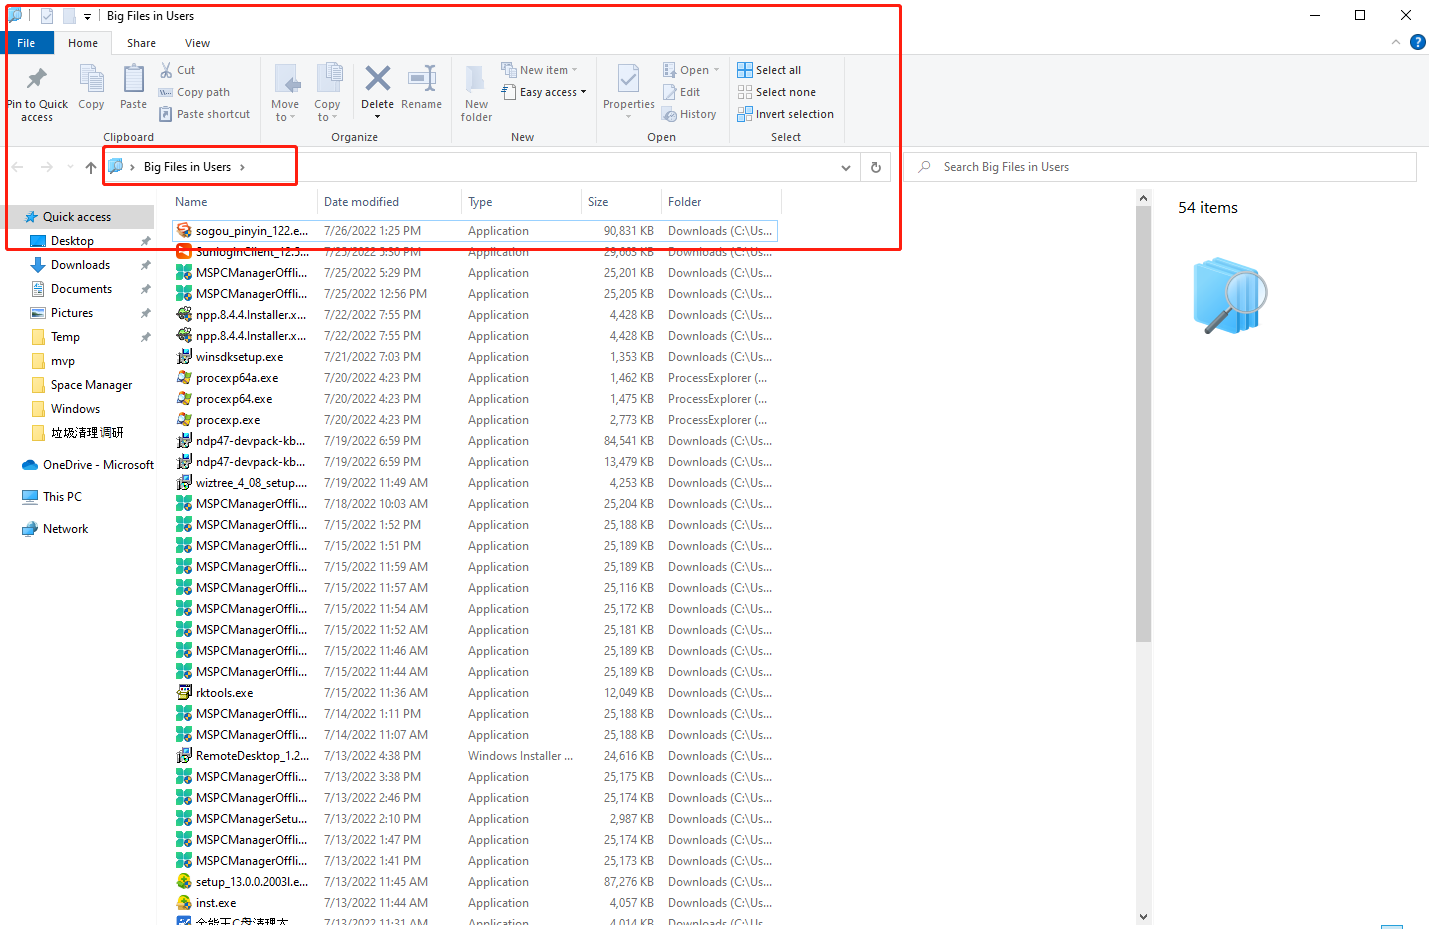 Big Files in Users
File Home Share View
Pin to Quick access
Copy
Paste
Cut
Copy path
Paste shortcut
Clipboard
Move to
Copy to
Delete
Rename
Organize
New folder
New item
Easy access
New
Properties
Open
Edit
History
Open
Select all
Select none
Invert selection
Select
Big Files in Users
Search Big Files in Users
Quick access
Desktop
Downloads
Documents
Pictures
Temp
mvp
Space Manager
Windows
垃圾清理调研
OneDrive - Microsoft
This PC
Network
Name Date modified Type Size Folder
sogou_pinyin_122.e... 7/26/2022 1:25 PM Application 90,831 KB Downloads (C:\Us...
SunloginClient_12.5... 7/25/2022 5:30 PM Application 29,683 KB Downloads (C:\Us...
MSPCManagerOffli... 7/25/2022 5:29 PM Application 25,201 KB Downloads (C:\Us...
MSPCManagerOffli... 7/25/2022 12:56 PM Application 25,205 KB Downloads (C:\Us...
npp.8.4.4.Installer.x... 7/22/2022 7:55 PM Application 4,428 KB Downloads (C:\Us...
npp.8.4.4.Installer.x... 7/22/2022 7:55 PM Application 4,428 KB Downloads (C:\Us...
winsdksetup.exe 7/21/2022 7:03 PM Application 1,353 KB Downloads (C:\Us...
procexp64a.exe 7/20/2022 4:23 PM Application 1,462 KB ProcessExplorer (...
procexp64.exe 7/20/2022 4:23 PM Application 1,475 KB ProcessExplorer (...
procexp.exe 7/20/2022 4:23 PM Application 2,773 KB ProcessExplorer (...
ndp47-devpack-kb... 7/19/2022 6:59 PM Application 84,541 KB Downloads (C:\Us...
ndp47-devpack-kb... 7/19/2022 6:59 PM Application 13,479 KB Downloads (C:\Us...
wiztree_4_08_setup.... 7/19/2022 11:49 AM Application 4,253 KB Downloads (C:\Us...
MSPCManagerOffli... 7/18/2022 10:03 AM Application 25,204 KB Downloads (C:\Us...
MSPCManagerOffli... 7/15/2022 1:52 PM Application 25,188 KB Downloads (C:\Us...
MSPCManagerOffli... 7/15/2022 1:51 PM Application 25,189 KB Downloads (C:\Us...
MSPCManagerOffli... 7/15/2022 11:59 AM Application 25,189 KB Downloads (C:\Us...
MSPCManagerOffli... 7/15/2022 11:57 AM Application 25,116 KB Downloads (C:\Us...
MSPCManagerOffli... 7/15/2022 11:54 AM Application 25,172 KB Downloads (C:\Us...
MSPCManagerOffli... 7/15/2022 11:52 AM Application 25,181 KB Downloads (C:\Us...
MSPCManagerOffli... 7/15/2022 11:46 AM Application 25,189 KB Downloads (C:\Us...
MSPCManagerOffli... 7/15/2022 11:44 AM Application 25,189 KB Downloads (C:\Us...
rktools.exe 7/15/2022 11:36 AM Application 12,049 KB Downloads (C:\Us...
MSPCManagerOffli... 7/14/2022 1:11 PM Application 25,188 KB Downloads (C:\Us...
MSPCManagerOffli... 7/14/2022 11:07 AM Application 25,188 KB Downloads (C:\Us...
RemoteDesktop_1.2... 7/13/2022 4:38 PM Windows Installer ... 24,616 KB Downloads (C:\Us...
MSPCManagerOffli... 7/13/2022 3:38 PM Application 25,175 KB Downloads (C:\Us...
MSPCManagerOffli... 7/13/2022 2:46 PM Application 25,174 KB Downloads (C:\Us...
MSPCManagerSetu... 7/13/2022 2:10 PM Application 2,987 KB Downloads (C:\Us...
MSPCManagerOffli... 7/13/2022 1:47 PM Application 25,174 KB Downloads (C:\Us...
MSPCManagerOffli... 7/13/2022 1:41 PM Application 25,173 KB Downloads (C:\Us...
setup_13.0.0.2003l.e... 7/13/2022 11:45 AM Application 87,276 KB Downloads (C:\Us...
inst.exe 7/13/2022 11:44 AM Application 4,057 KB Downloads (C:\Us...
7/13/2022 11:31 AM Application 4,014 KB Downloads (C:\Us...
54 items